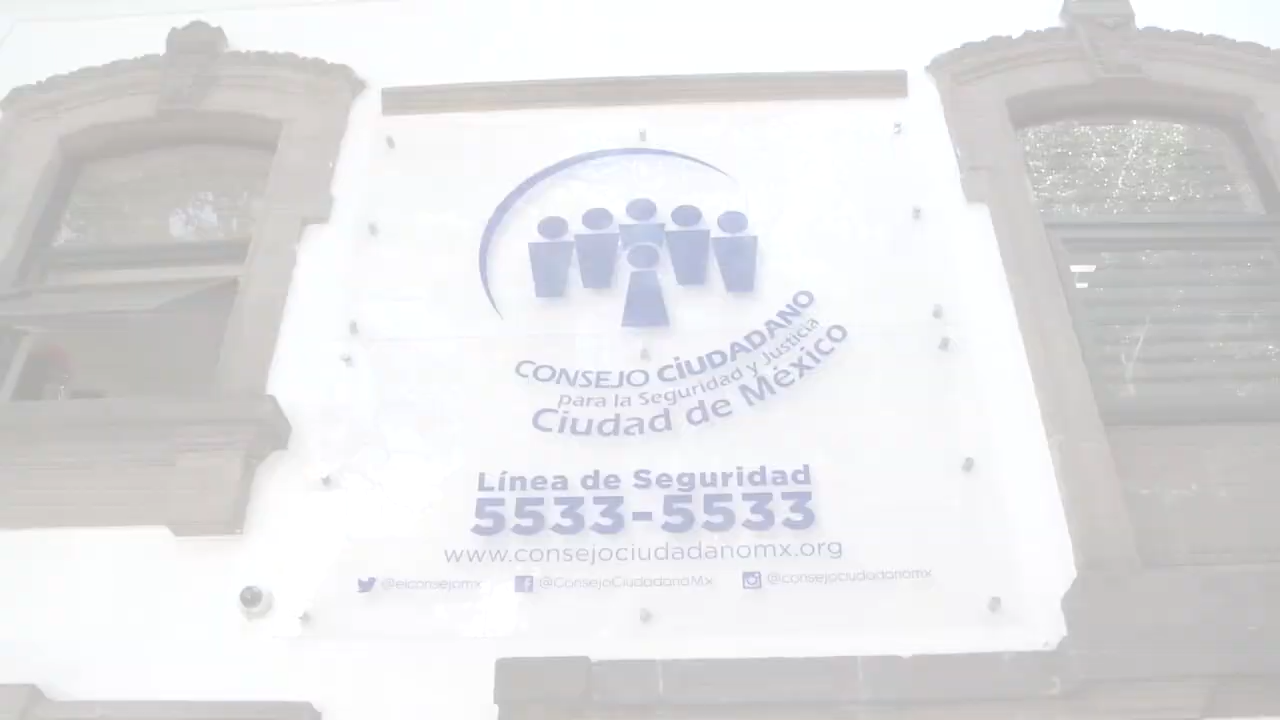 CONSEJO CiUDADANO
para la Seguridad y Justicia
Ciudad de México
Línea de Seguridad
5533-5533
www.consejociudadanomx.org
@elconsejomx @ConsejoCiudadanoMx @consejociudadanomx